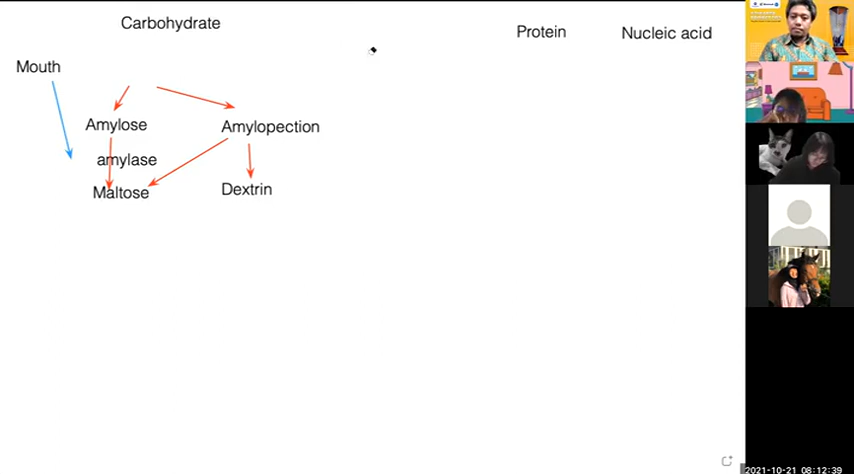 Carbohydrate
Protein
Nucleic acid
Mouth
Amylose
Amylopection
amylase
Maltose
Dextrin
2021-10-21 08:12:39